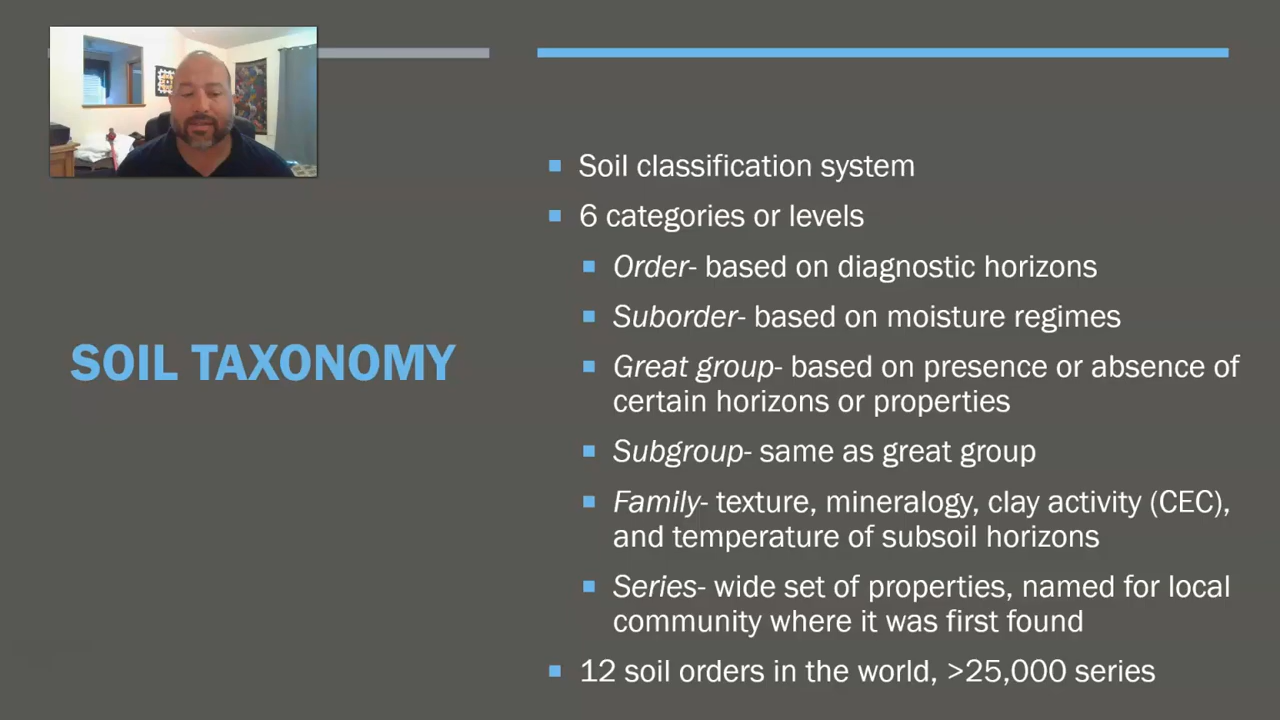 SOIL TAXONOMY
Soil classification system
6 categories or levels
Order- based on diagnostic horizons
Suborder- based on moisture regimes
Great group- based on presence or absence of
certain horizons or properties
Subgroup- same as great group
Family- texture, mineralogy, clay activity (CEC),
and temperature of subsoil horizons
Series- wide set of properties, named for local
community where it was first found
12 soil orders in the world, >25,000 series